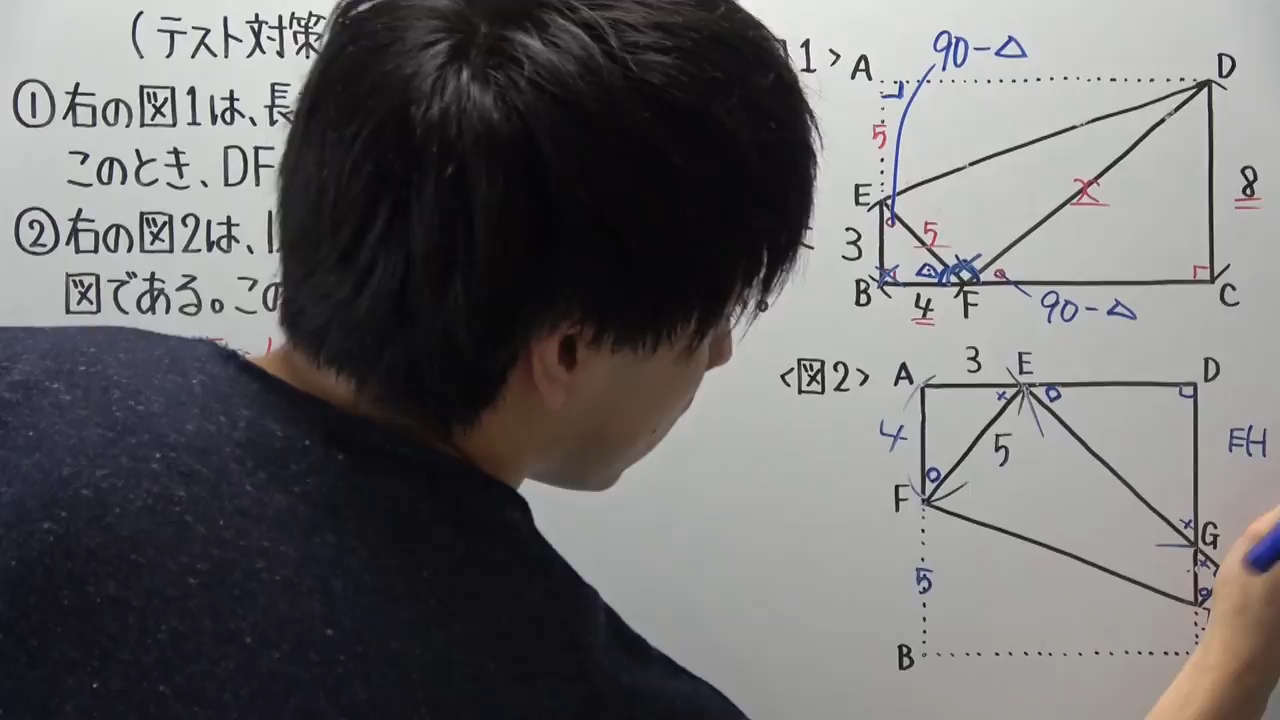 (テスト対策
①右の図1は、長
このとき、DF
②右の図2は、
図である。この
1>
A
90-△
D
5
E
x
8
3
5
△
B
4
F
C
90-△
<図2>
A
3
E
D
4
5
EH
F
G
5
B